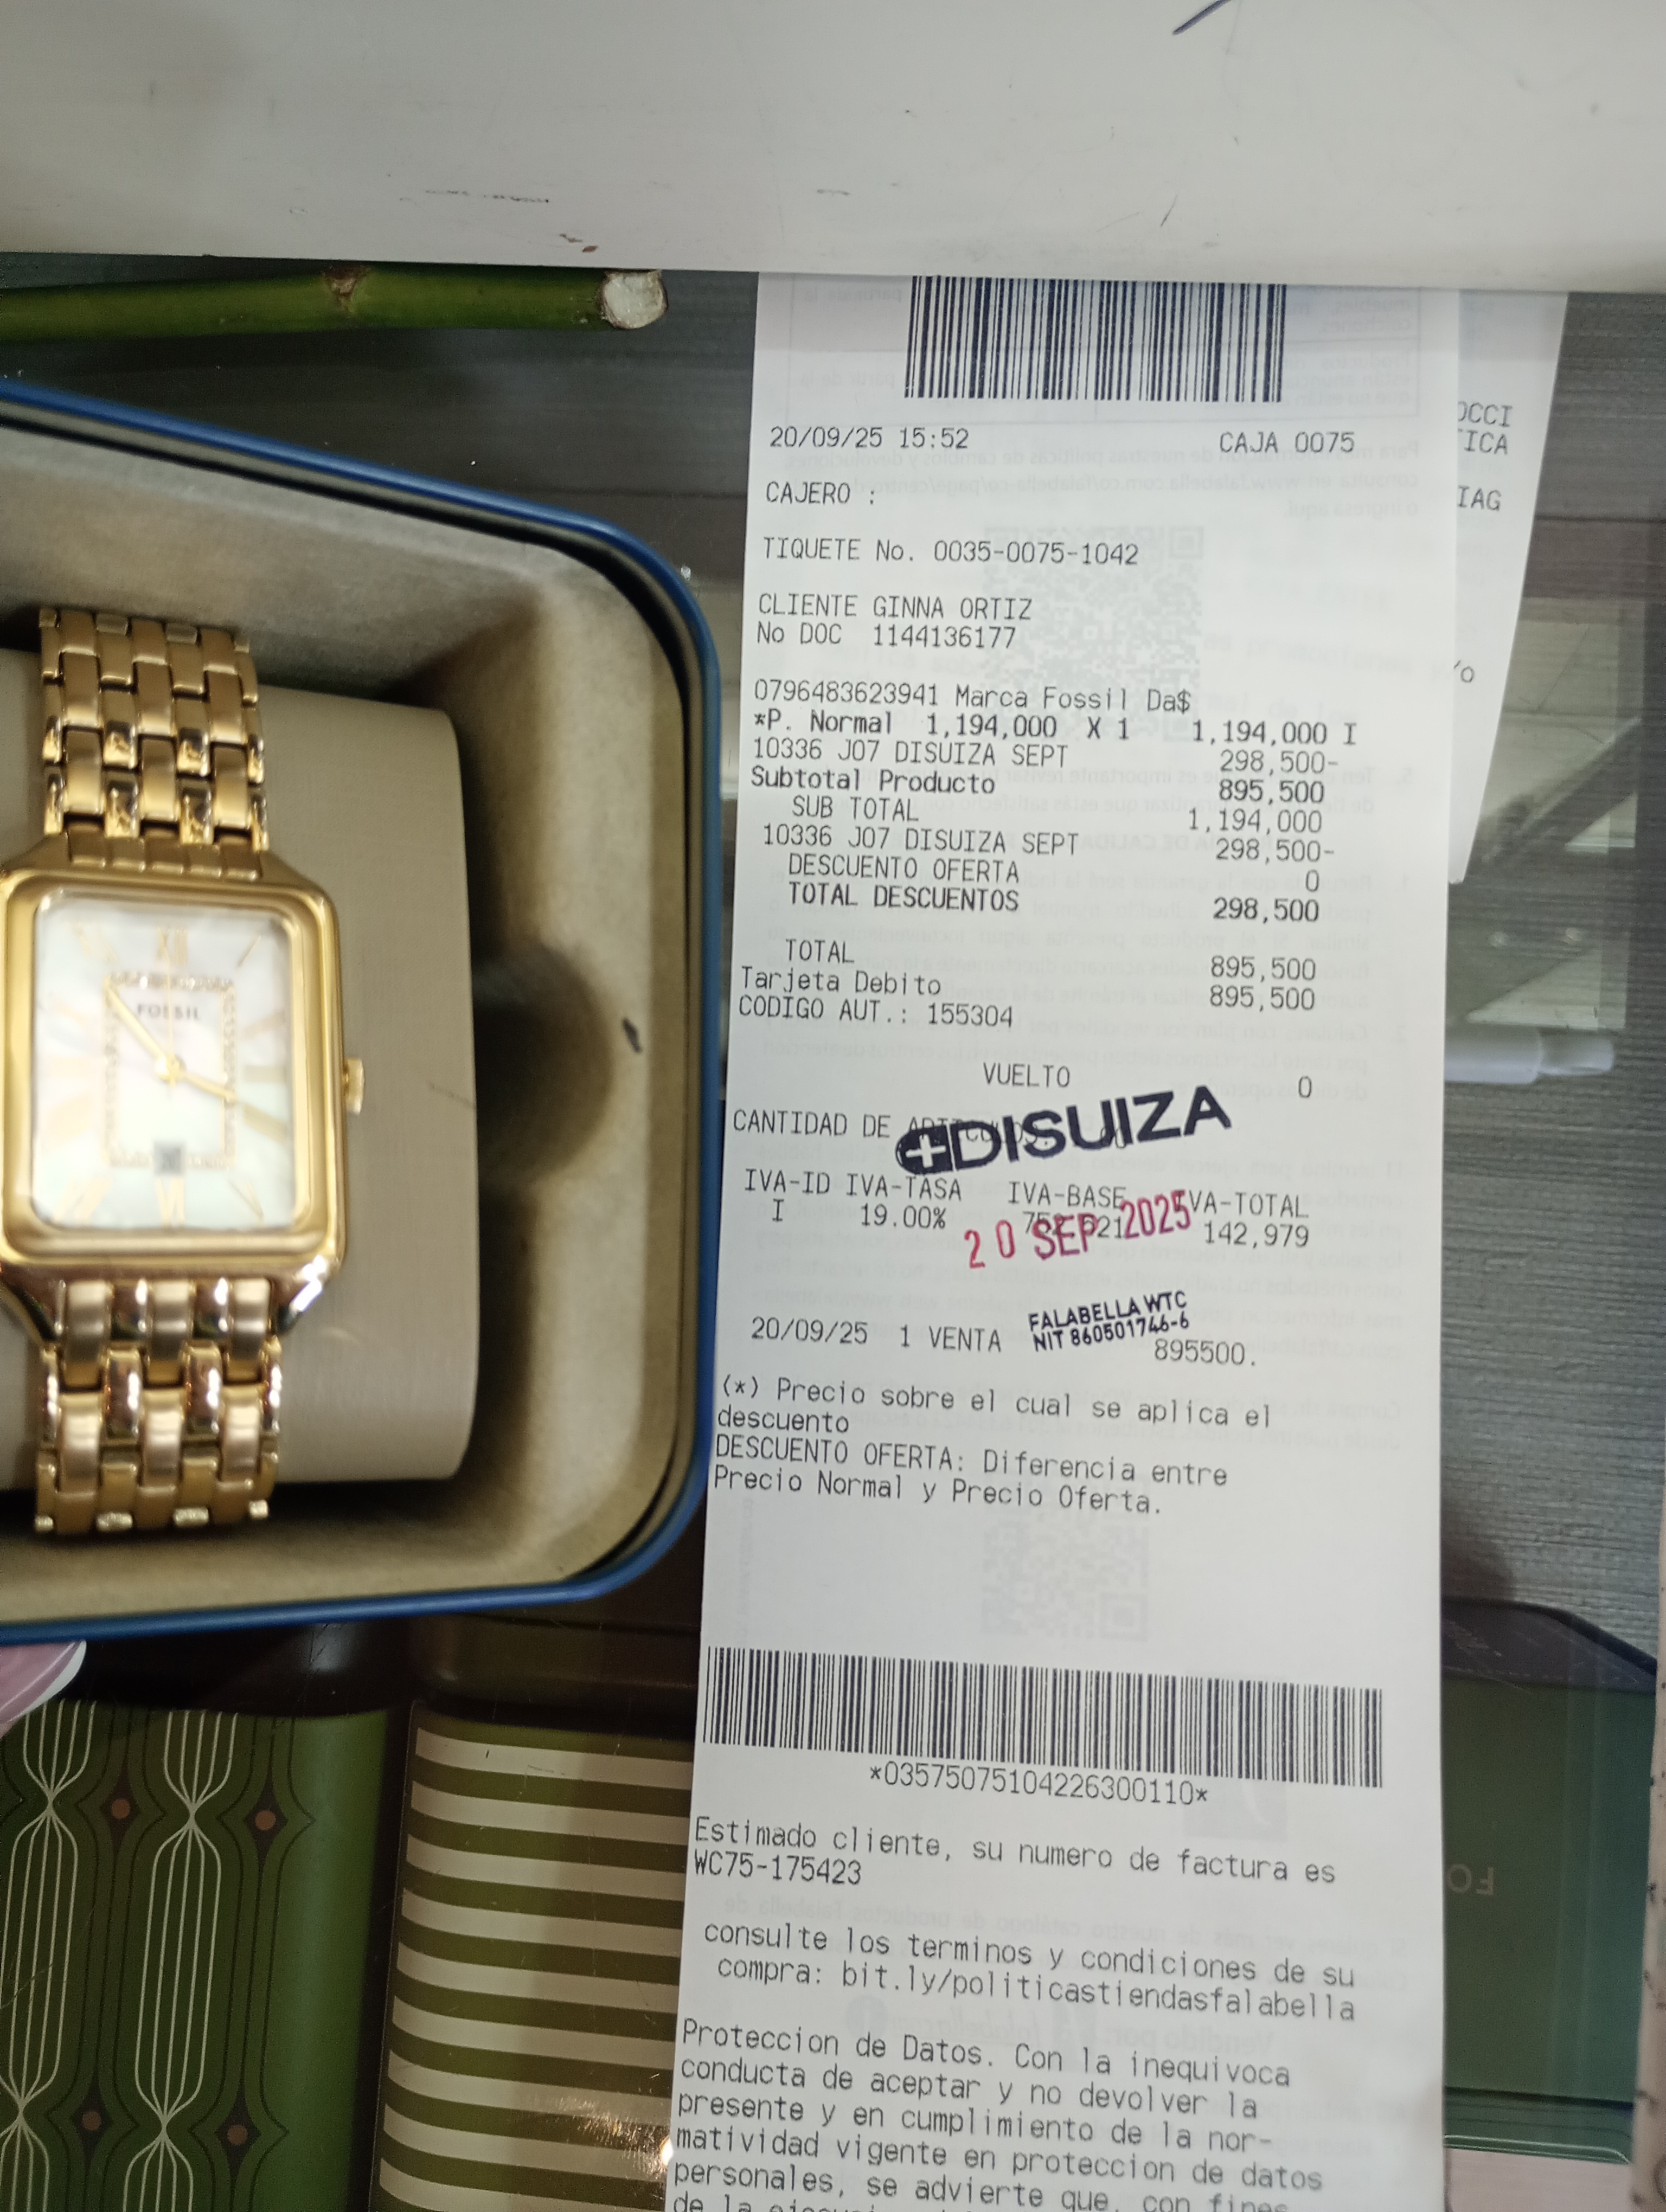 20/09/25 15:52 CAJA 0075
CAJERO :
TIQUETE No. 0035-0075-1042
CLIENTE GINNA ORTIZ
No DOC 1144136177
0796483623941 Marca Fossil Da$
*P. Normal 1,194,000 X 1 1,194,000 I
10336 J07 DISUIZA SEPT 298,500-
Subtotal Producto 895,500
SUB TOTAL 1,194,000
10336 J07 DISUIZA SEPT 298,500-
DESCUENTO OFERTA 0
TOTAL DESCUENTOS 298,500
TOTAL 895,500
Tarjeta Debito 895,500
CODIGO AUT.: 155304
VUELTO 0
CANTIDAD DE
DISUIZA
IVA-ID IVA-TASA IVA-BASE IVA-TOTAL
I 19.00% 142,979
20 SEP 2025
FALABELLA WTC
NIT 860501746-6
20/09/25 1 VENTA 895500.
(*) Precio sobre el cual se aplica el
descuento
DESCUENTO OFERTA: Diferencia entre
Precio Normal y Precio Oferta.
*03575075104226300110*
Estimado cliente, su numero de factura es
WC75-175423
consulte los terminos y condiciones de su
compra: bit.ly/politicastiendasfalabella
Proteccion de Datos. Con la inequivoca
conducta de aceptar y no devolver la
presente y en cumplimiento de la nor-
matividad vigente en proteccion de datos
personales, se advierte que, con fines
de la
OCCI
TICA
IAG
/o
FOSSIL
XII
FO